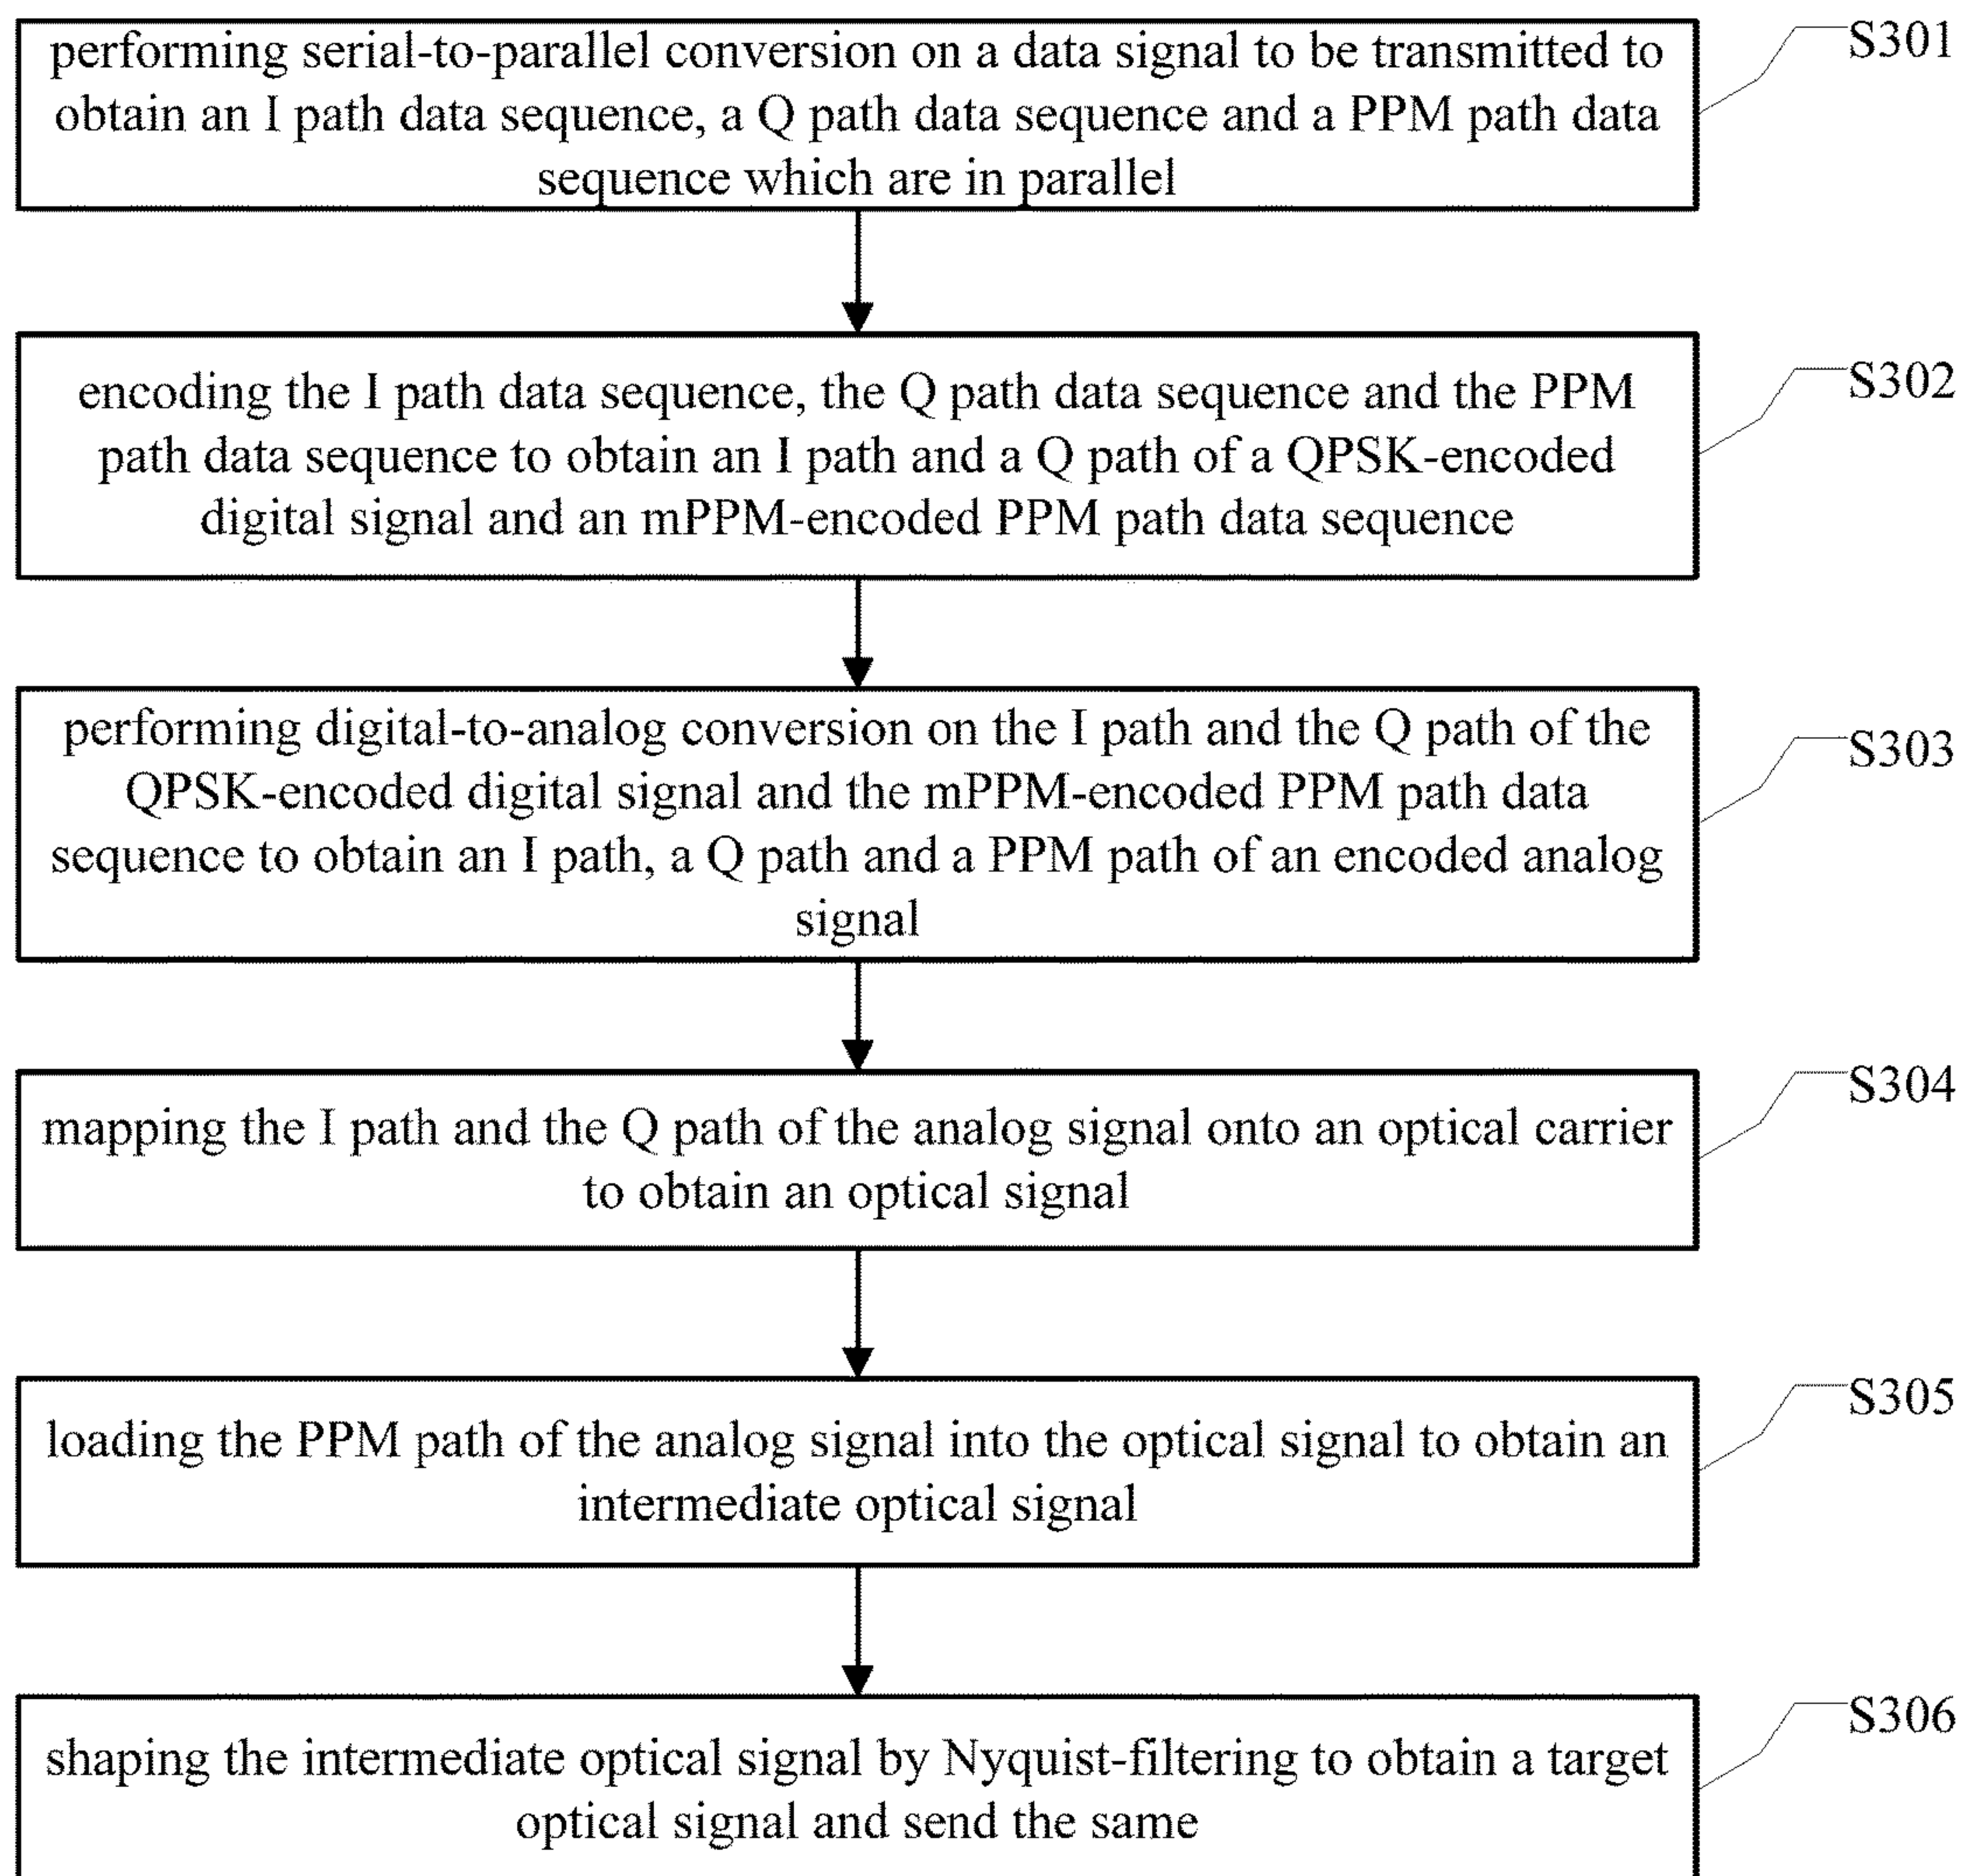 performing serial-to-parallel conversion on a data signal to be transmitted to
obtain an I path data sequence, a Q path data sequence and a PPM path data
sequence which are in parallel
S301
encoding the I path data sequence, the Q path data sequence and the PPM
path data sequence to obtain an I path and a Q path of a QPSK-encoded
digital signal and an mPPM-encoded PPM path data sequence
S302
performing digital-to-analog conversion on the I path and the Q path of the
QPSK-encoded digital signal and the mPPM-encoded PPM path data
sequence to obtain an I path, a Q path and a PPM path of an encoded analog
signal
S303
mapping the I path and the Q path of the analog signal onto an optical carrier
to obtain an optical signal
S304
loading the PPM path of the analog signal into the optical signal to obtain an
intermediate optical signal
S305
shaping the intermediate optical signal by Nyquist-filtering to obtain a target
optical signal and send the same
S306